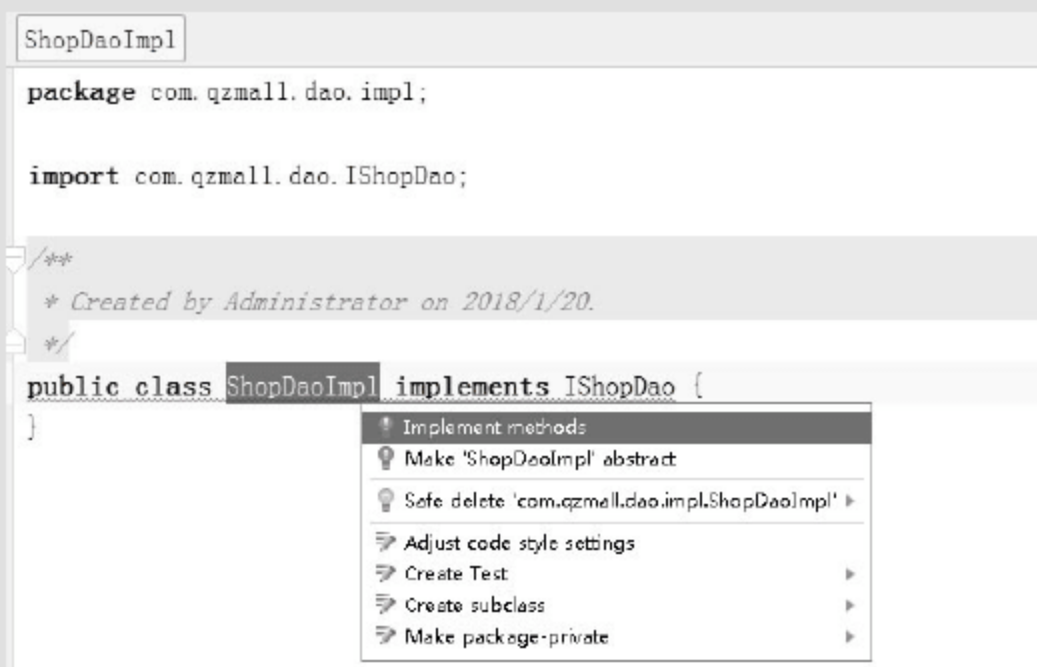 ShopDaoImpl
package com.qzmall.dao.impl;
import com.qzmall.dao.IShopDao;
/**
* Created by Administrator on 2018/1/20.
*/
public class ShopDaoImpl implements IShopDao {
}
Implement methods
Make 'ShopDaoImpl' abstract
Safe delete 'com.qzmall.dao.impl.ShopDaoImpl'
Adjust code style settings
Create Test
Create subclass
Make package-private